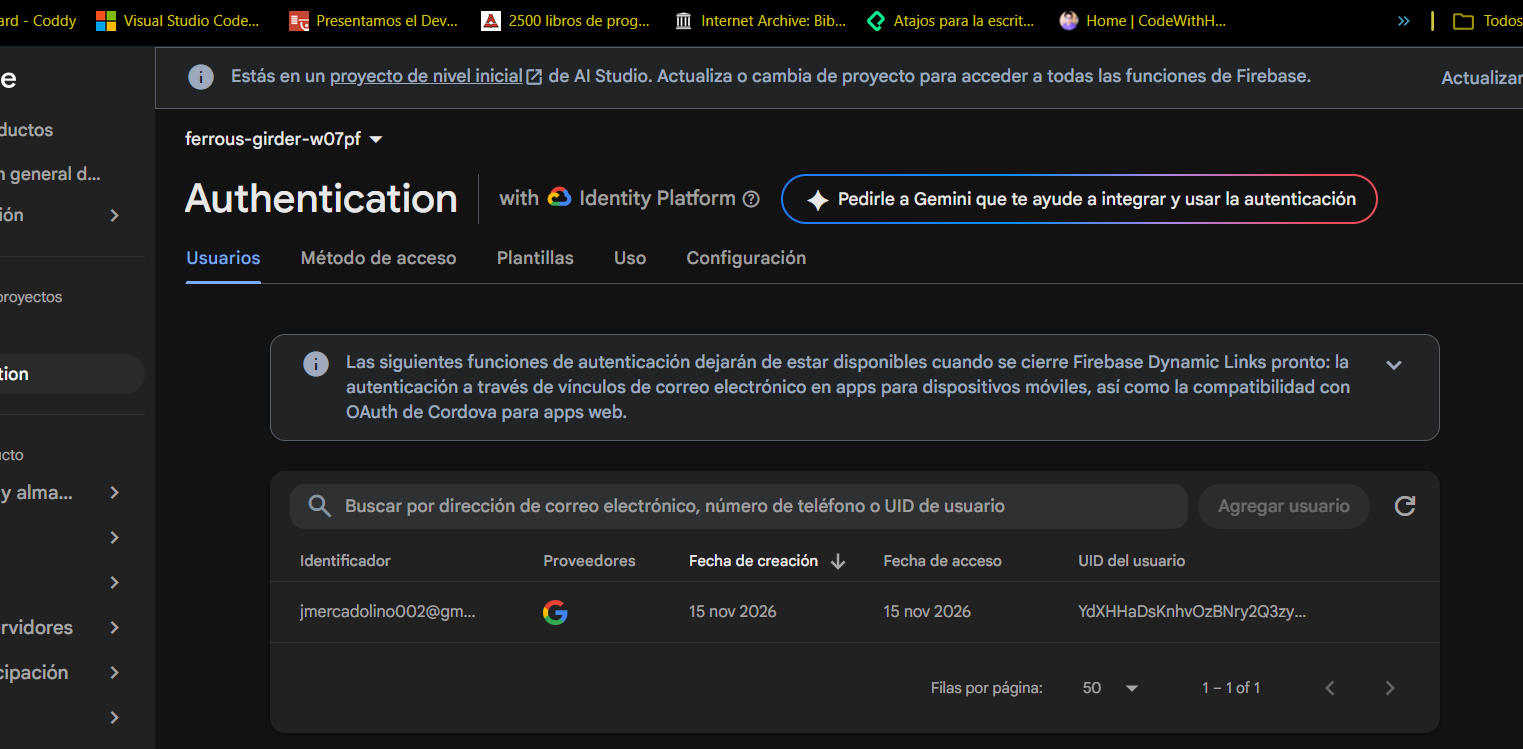 ard - Coddy Visual Studio Code... Presentamos el Dev... 2500 libros de prog... Internet Archive: Bib... Atajos para la escrit... Home | CodeWithH... » Todos
e
Estás en un proyecto de nivel inicial de AI Studio. Actualiza o cambia de proyecto para acceder a todas las funciones de Firebase. Actualizar
ductos
n general d...
ión
proyectos
tion
ucto
y alma...
rvidores
cipación
ferrous-girder-w07pf
Authentication with Identity Platform Pedirle a Gemini que te ayude a integrar y usar la autenticación
Usuarios Método de acceso Plantillas Uso Configuración
Las siguientes funciones de autenticación dejarán de estar disponibles cuando se cierre Firebase Dynamic Links pronto: la
autenticación a través de vínculos de correo electrónico en apps para dispositivos móviles, así como la compatibilidad con
OAuth de Cordova para apps web.
Buscar por dirección de correo electrónico, número de teléfono o UID de usuario Agregar usuario
Identificador Proveedores Fecha de creación Fecha de acceso UID del usuario
jmercadolino002@gm... 15 nov 2026 15 nov 2026 YdXHHaDsKnhvOzBNry2Q3zy...
Filas por página: 50 1 – 1 of 1